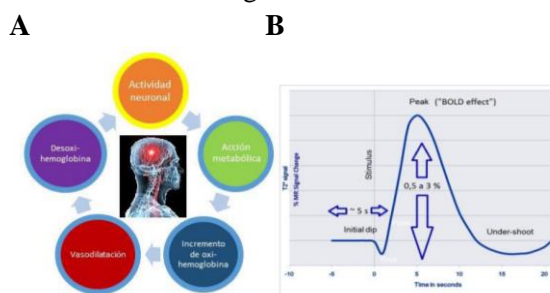 A
B
Actividad
neuronal
Acción
metabólica
Incremento
de oxi-
hemoglobina
Vasodilatación
Desoxi-
hemoglobina
Peak ("BOLD effect")
T2* signal
% MR Signal Change
Stimulus
0,5 a 3 %
~ 5 s
Initial dip
Under-shoot
-10
-5
0
5
10
15
20
Time in seconds